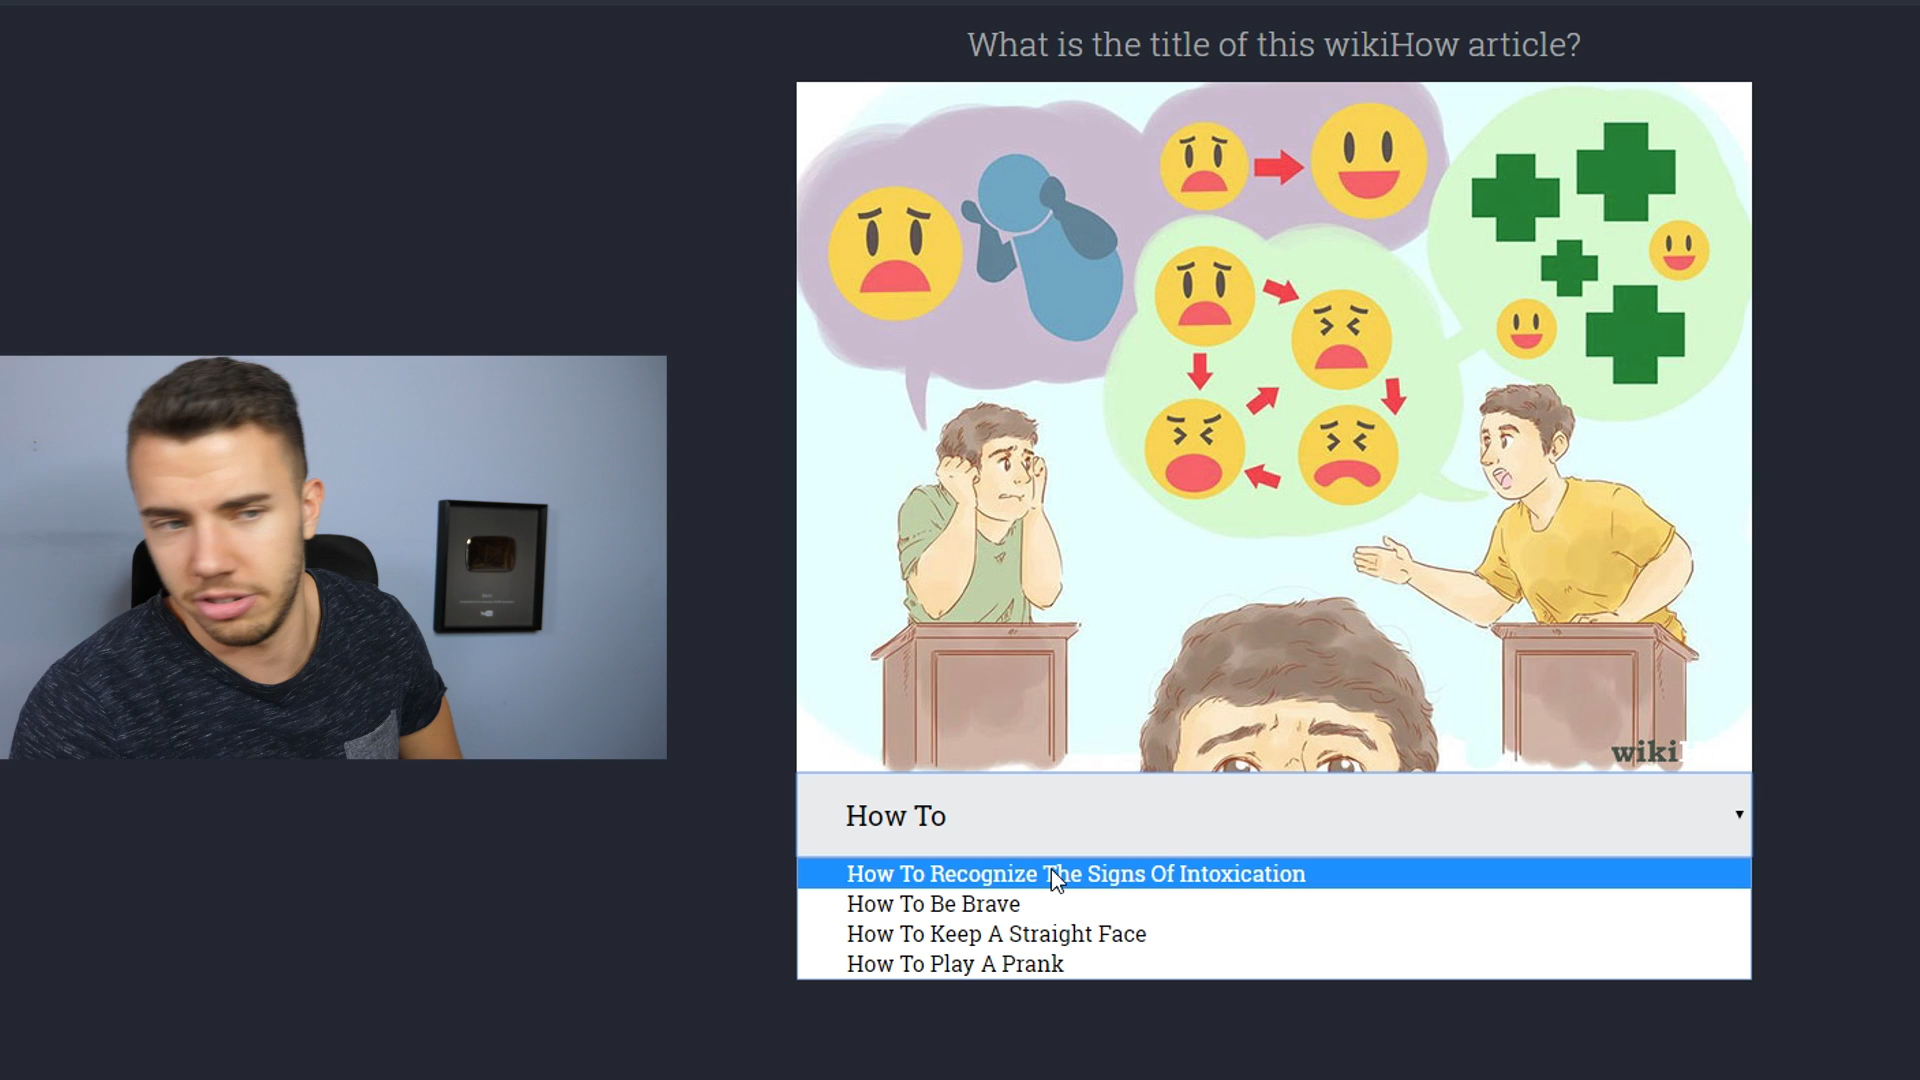 What is the title of this wikiHow article?
wiki
How To
How To Recognize The Signs Of Intoxication
How To Be Brave
How To Keep A Straight Face
How To Play A Prank